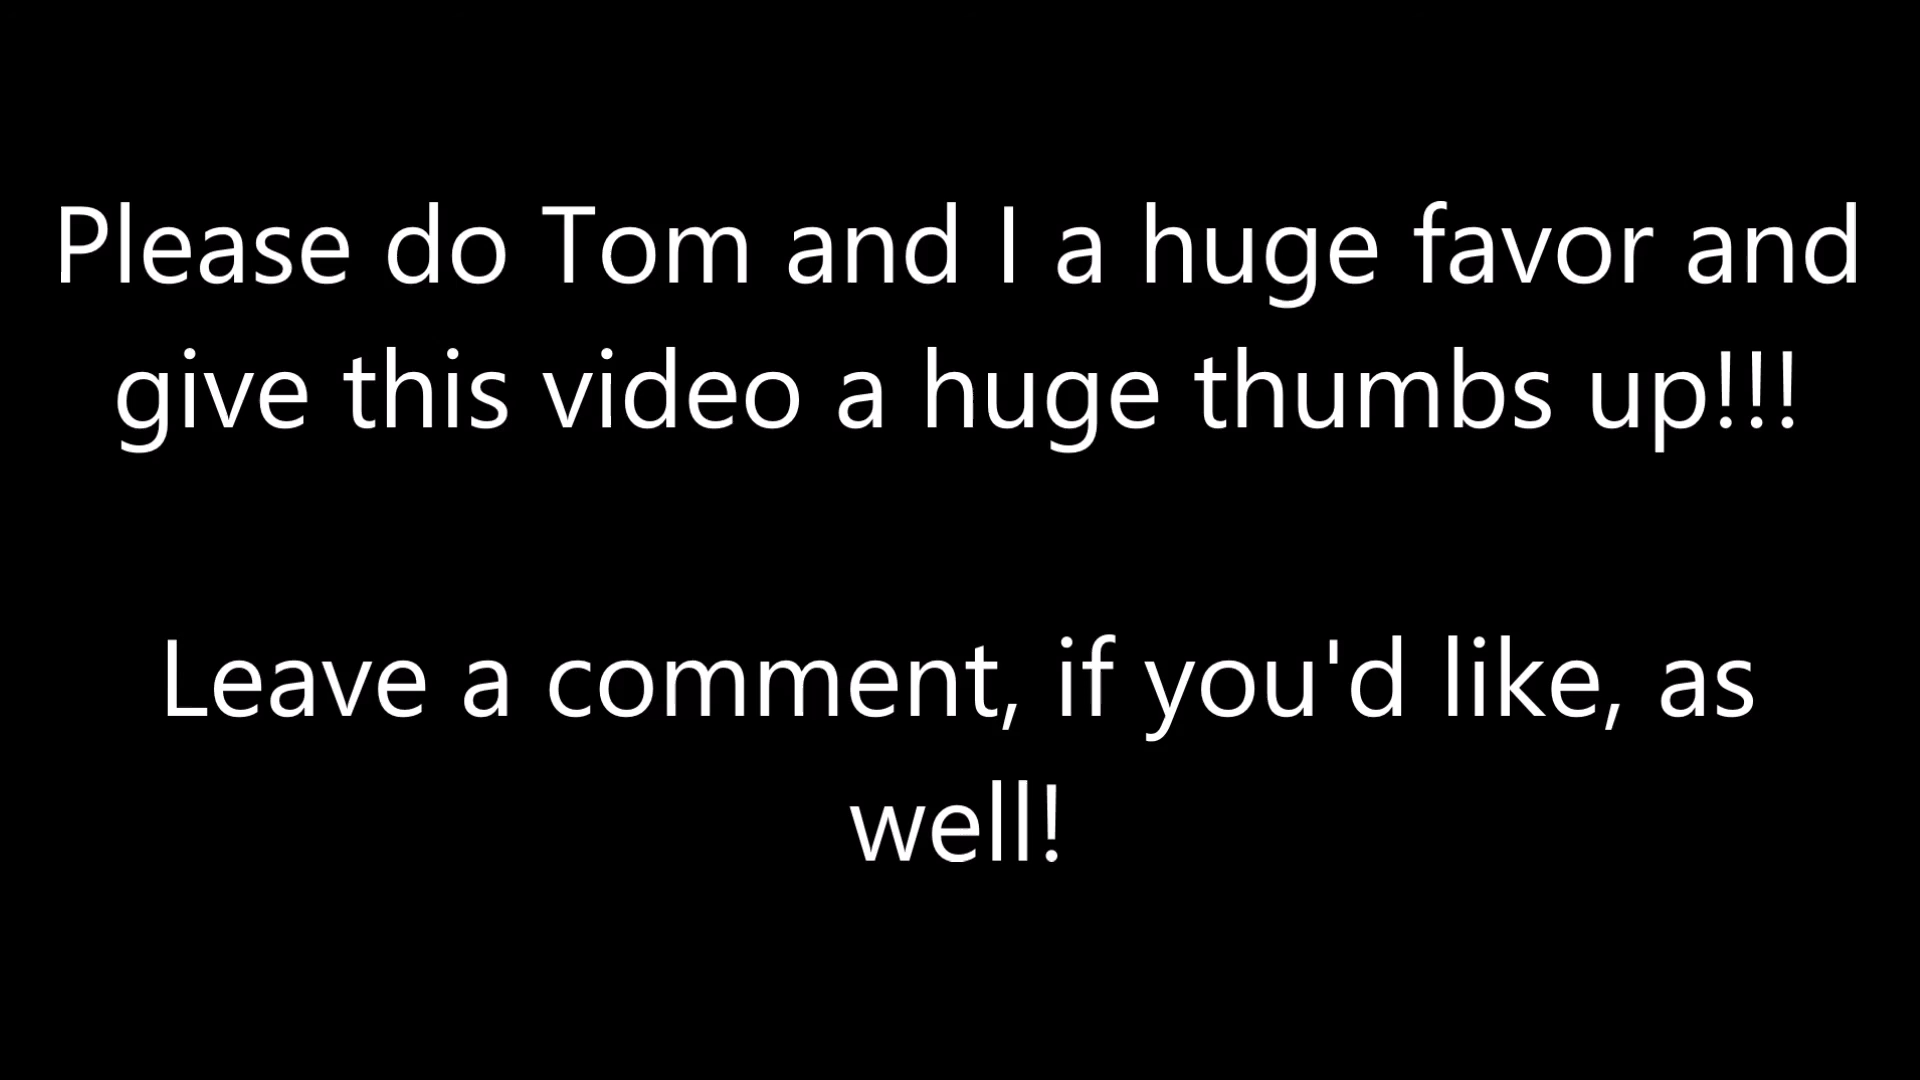 Please do Tom and I a huge favor and
give this video a huge thumbs up!!!
Leave a comment, if you'd like, as
well!